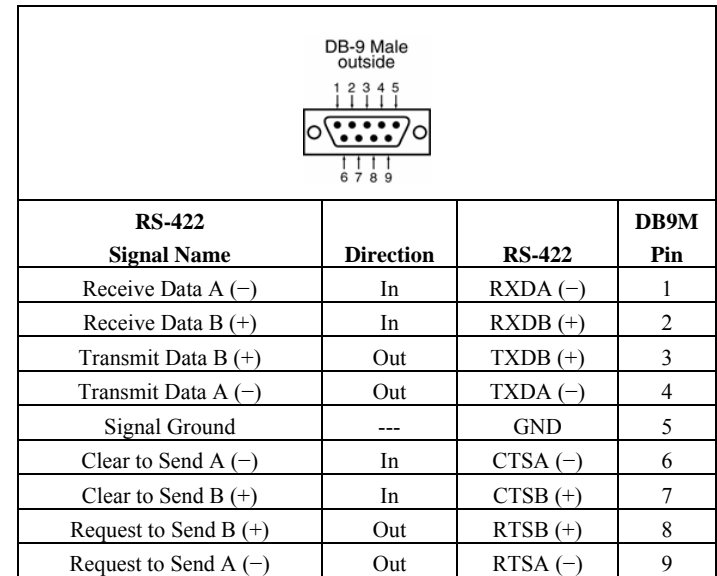 DB-9 Male
outside
1 2 3 4 5
6 7 8 9
RS-422 Signal Name Direction RS-422 DB9M Pin
Receive Data A (−) In RXDA (−) 1
Receive Data B (+) In RXDB (+) 2
Transmit Data B (+) Out TXDB (+) 3
Transmit Data A (−) Out TXDA (−) 4
Signal Ground --- GND 5
Clear to Send A (−) In CTSA (−) 6
Clear to Send B (+) In CTSB (+) 7
Request to Send B (+) Out RTSB (+) 8
Request to Send A (−) Out RTSA (−) 9